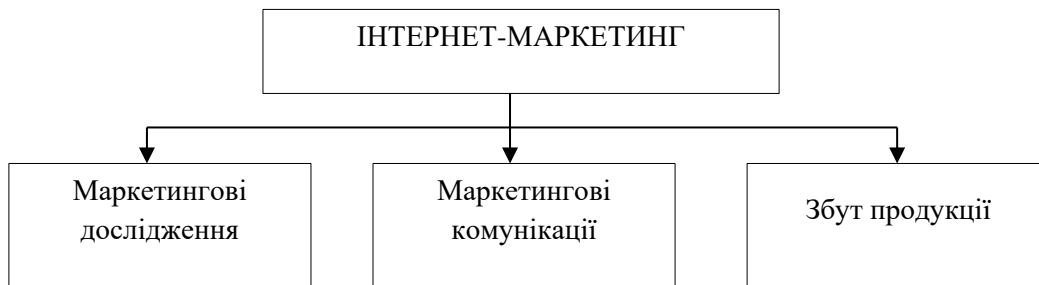 ІНТЕРНЕТ-МАРКЕТИНГ
Маркетингові
дослідження
Маркетингові
комунікації
Збут продукції